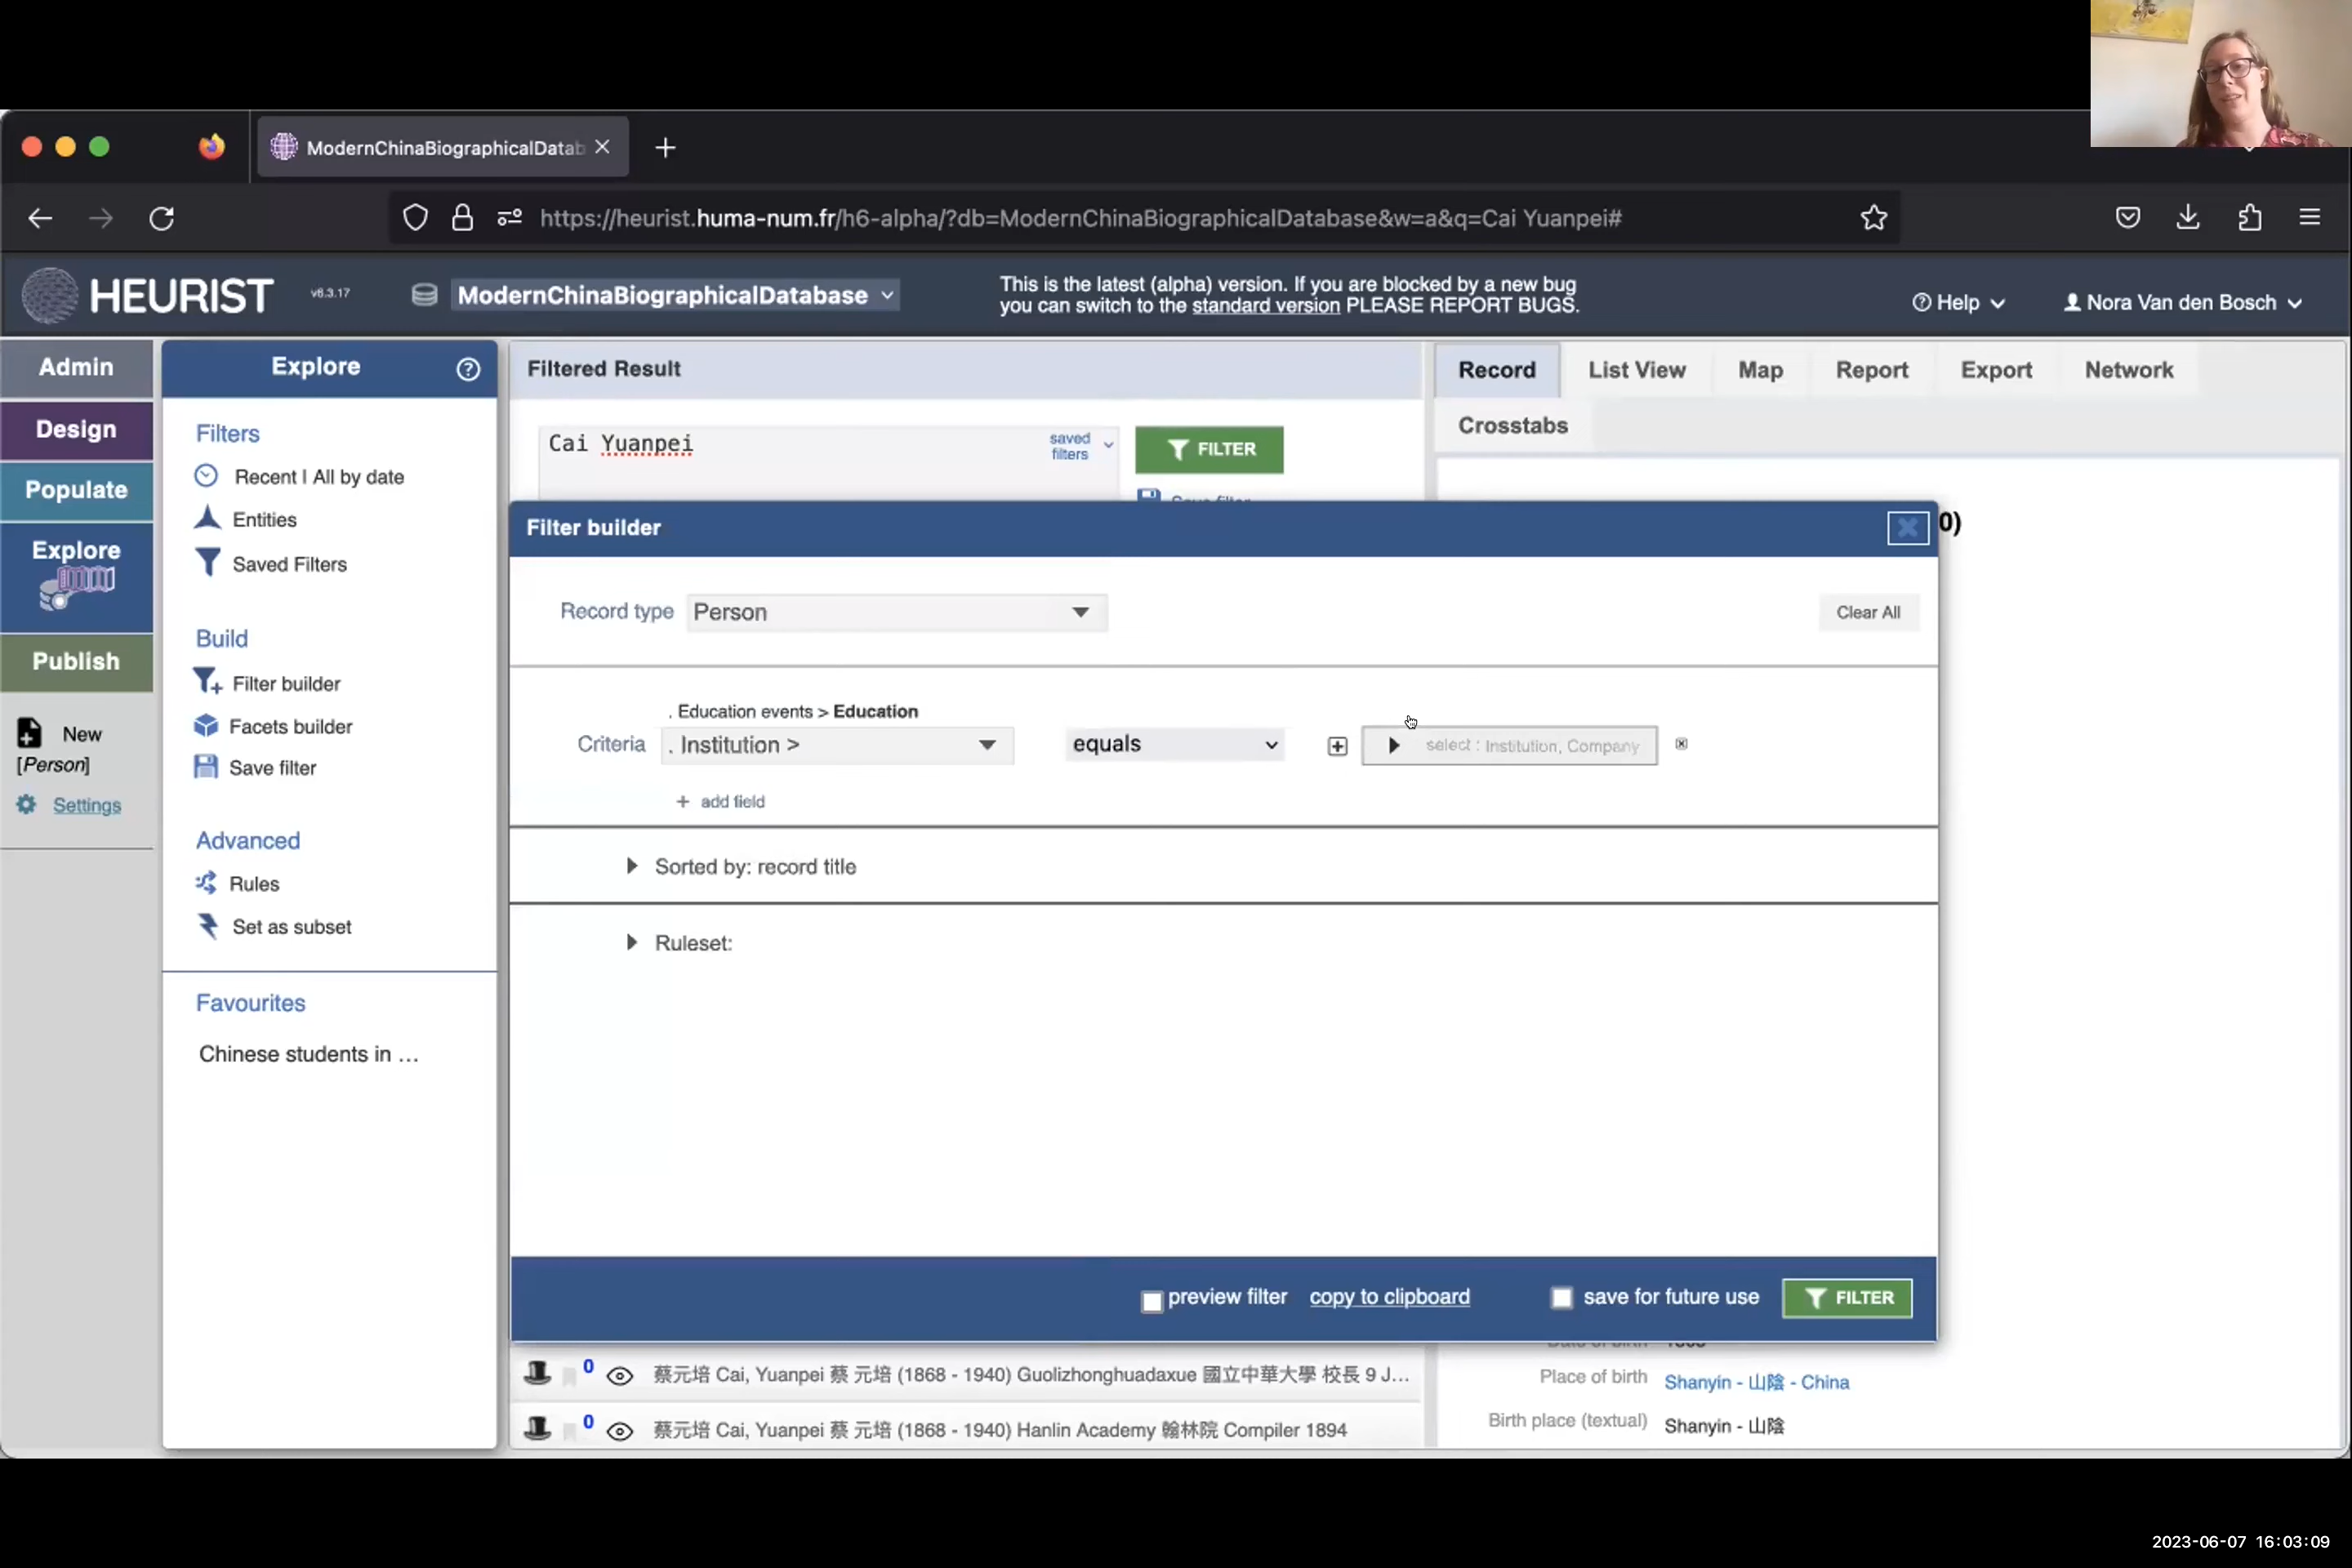 ModernChinaBiographicalDatab
https://heurist.huma-num.fr/h6-alpha/?db=ModernChinaBiographicalDatabase&w=a&q=Cai Yuanpei#
HEURIST
v6.3.17
ModernChinaBiographicalDatabase
This is the latest (alpha) version. If you are blocked by a new bug
you can switch to the standard version PLEASE REPORT BUGS.
Help
Nora Van den Bosch
Admin
Design
Populate
Explore
Publish
New
[Person]
Settings
Explore
Filters
Recent | All by date
Entities
Saved Filters
Build
Filter builder
Facets builder
Save filter
Advanced
Rules
Set as subset
Favourites
Chinese students in ...
Filtered Result
Cai Yuanpei
saved
filters
FILTER
Save filter
Record
List View
Map
Report
Export
Network
Crosstabs
0)
Filter builder
Record type
Person
Clear All
. Education events > Education
Criteria
. Institution >
equals
select : Institution, Company
+ add field
Sorted by: record title
Ruleset:
preview filter
copy to clipboard
save for future use
FILTER
0
蔡元培 Cai, Yuanpei 蔡 元培 (1868 - 1940) Guolizhonghuadaxue 國立中華大學 校長 9 J...
0
蔡元培 Cai, Yuanpei 蔡 元培 (1868 - 1940) Hanlin Academy 翰林院 Compiler 1894
Date of birth 1868
Place of birth Shanyin - 山陰 - China
Birth place (textual) Shanyin - 山陰
2023-06-07 16:03:09